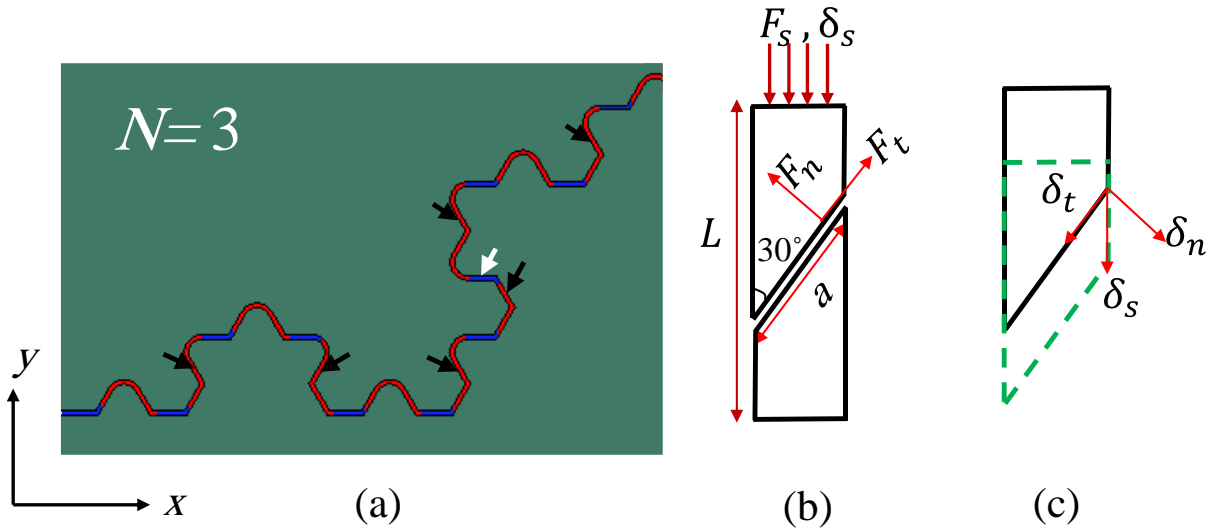 N=3
y
x
(a)
F_s , δ_s
F_n
F_t
L
30°
a
(b)
δ_t
δ_n
δ_s
(c)